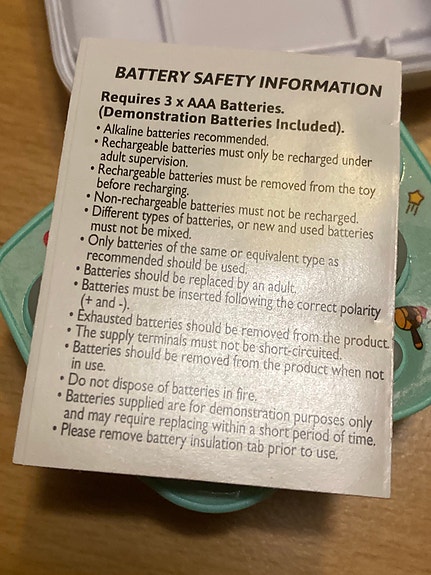 BATTERY SAFETY INFORMATION
Requires 3 x AAA Batteries.
(Demonstration Batteries Included).
• Alkaline batteries recommended.
• Rechargeable batteries must only be recharged under
adult supervision.
• Rechargeable batteries must be removed from the toy
before recharging.
• Non-rechargeable batteries must not be recharged.
• Different types of batteries, or new and used batteries
must not be mixed.
• Only batteries of the same or equivalent type as
recommended should be used.
• Batteries should be replaced by an adult.
• Batteries must be inserted following the correct polarity
(+ and -).
• Exhausted batteries should be removed from the product.
• The supply terminals must not be short-circuited.
• Batteries should be removed from the product when not
in use.
• Do not dispose of batteries in fire.
• Batteries supplied are for demonstration purposes only
and may require replacing within a short period of time.
• Please remove battery insulation tab prior to use.